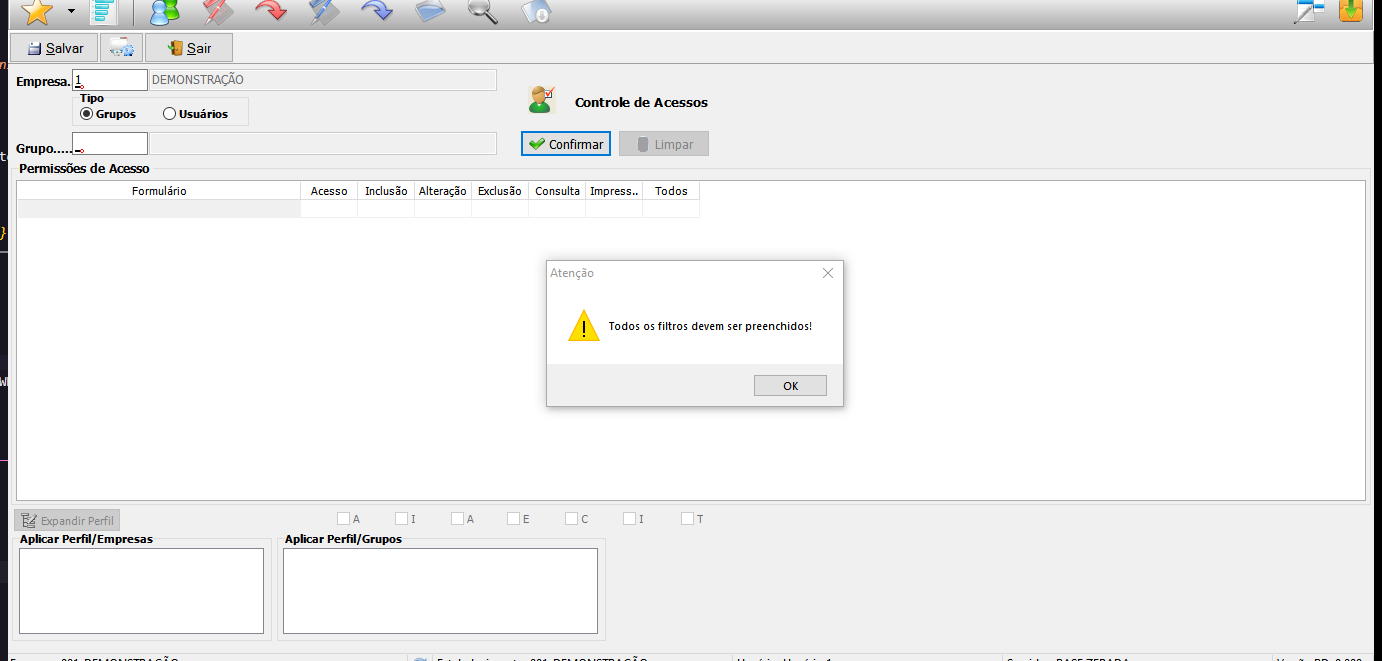 Salvar
Sair
Empresa. 1 DEMONSTRAÇÃO
Tipo
Grupos Usuários
Controle de Acessos
Grupo.....
Confirmar Limpar
Permissões de Acesso
Formulário Acesso Inclusão Alteração Exclusão Consulta Impress.. Todos
Atenção
Todos os filtros devem ser preenchidos!
OK
Expandir Perfil
A I A E C I T
Aplicar Perfil/Empresas Aplicar Perfil/Grupos